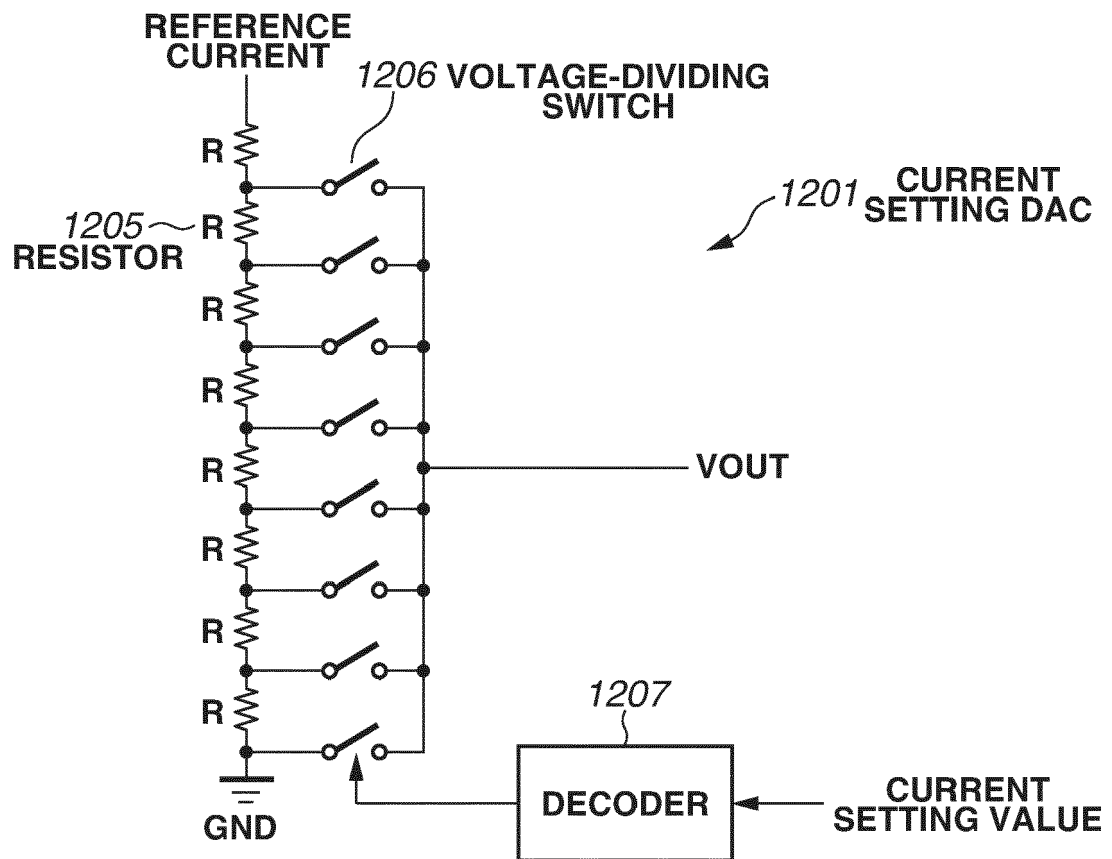 REFERENCE
CURRENT
1206 VOLTAGE-DIVIDING
SWITCH
R
1201 CURRENT
SETTING DAC
1205 R
RESISTOR
R
R
R
VOUT
R
R
1207
R
DECODER
CURRENT
SETTING VALUE
GND